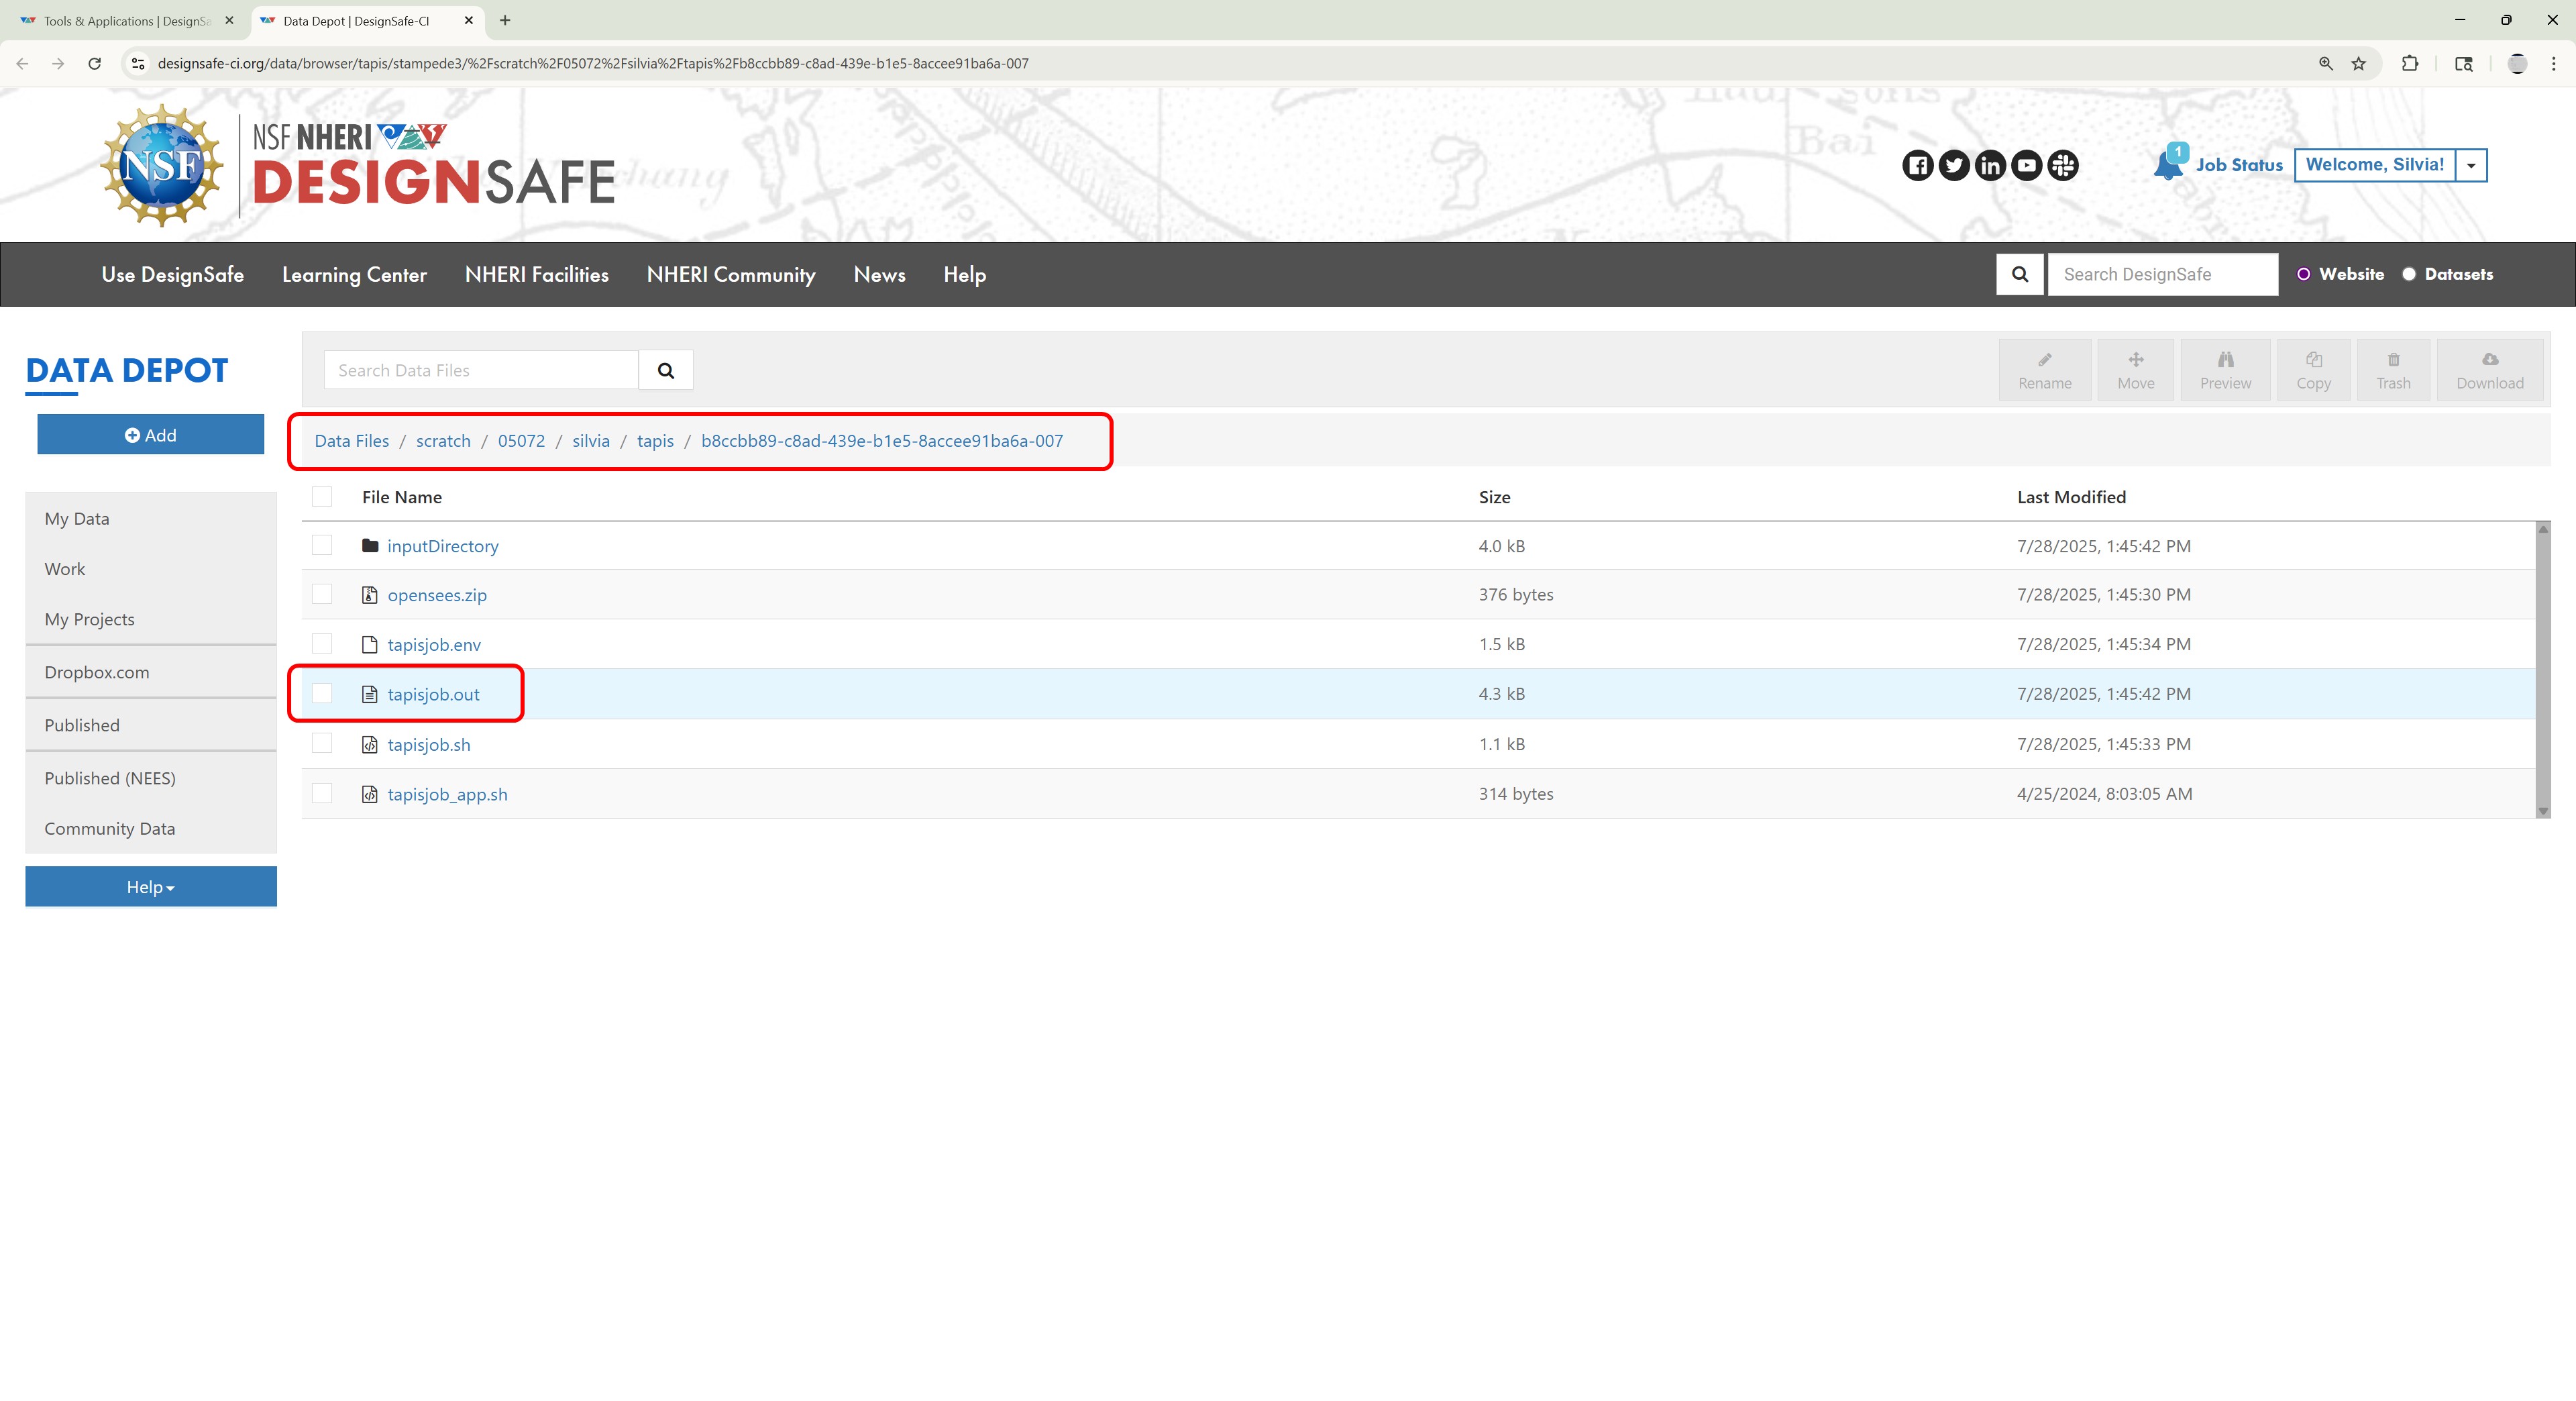 Tools & Applications | DesignSa
Data Depot | DesignSafe-CI
designsafe-ci.org/data/browser/tapis/stampede3/%2Fscratch%2F05072%2Fsilvia%2Ftapis%2Fb8ccbb89-c8ad-439e-b1e5-8accee91ba6a-007
NSF
NSF NHERI
DESIGNSAFE
1
Job Status
Welcome, Silvia!
Use DesignSafe Learning Center NHERI Facilities NHERI Community News Help
Search DesignSafe
Website Datasets
DATA DEPOT
Search Data Files
Rename Move Preview Copy Trash Download
Add
Data Files / scratch / 05072 / silvia / tapis / b8ccbb89-c8ad-439e-b1e5-8accee91ba6a-007
My Data
Work
My Projects
Dropbox.com
Published
Published (NEES)
Community Data
Help
File Name Size Last Modified
inputDirectory 4.0 kB 7/28/2025, 1:45:42 PM
opensees.zip 376 bytes 7/28/2025, 1:45:30 PM
tapisjob.env 1.5 kB 7/28/2025, 1:45:34 PM
tapisjob.out 4.3 kB 7/28/2025, 1:45:42 PM
tapisjob.sh 1.1 kB 7/28/2025, 1:45:33 PM
tapisjob_app.sh 314 bytes 4/25/2024, 8:03:05 AM